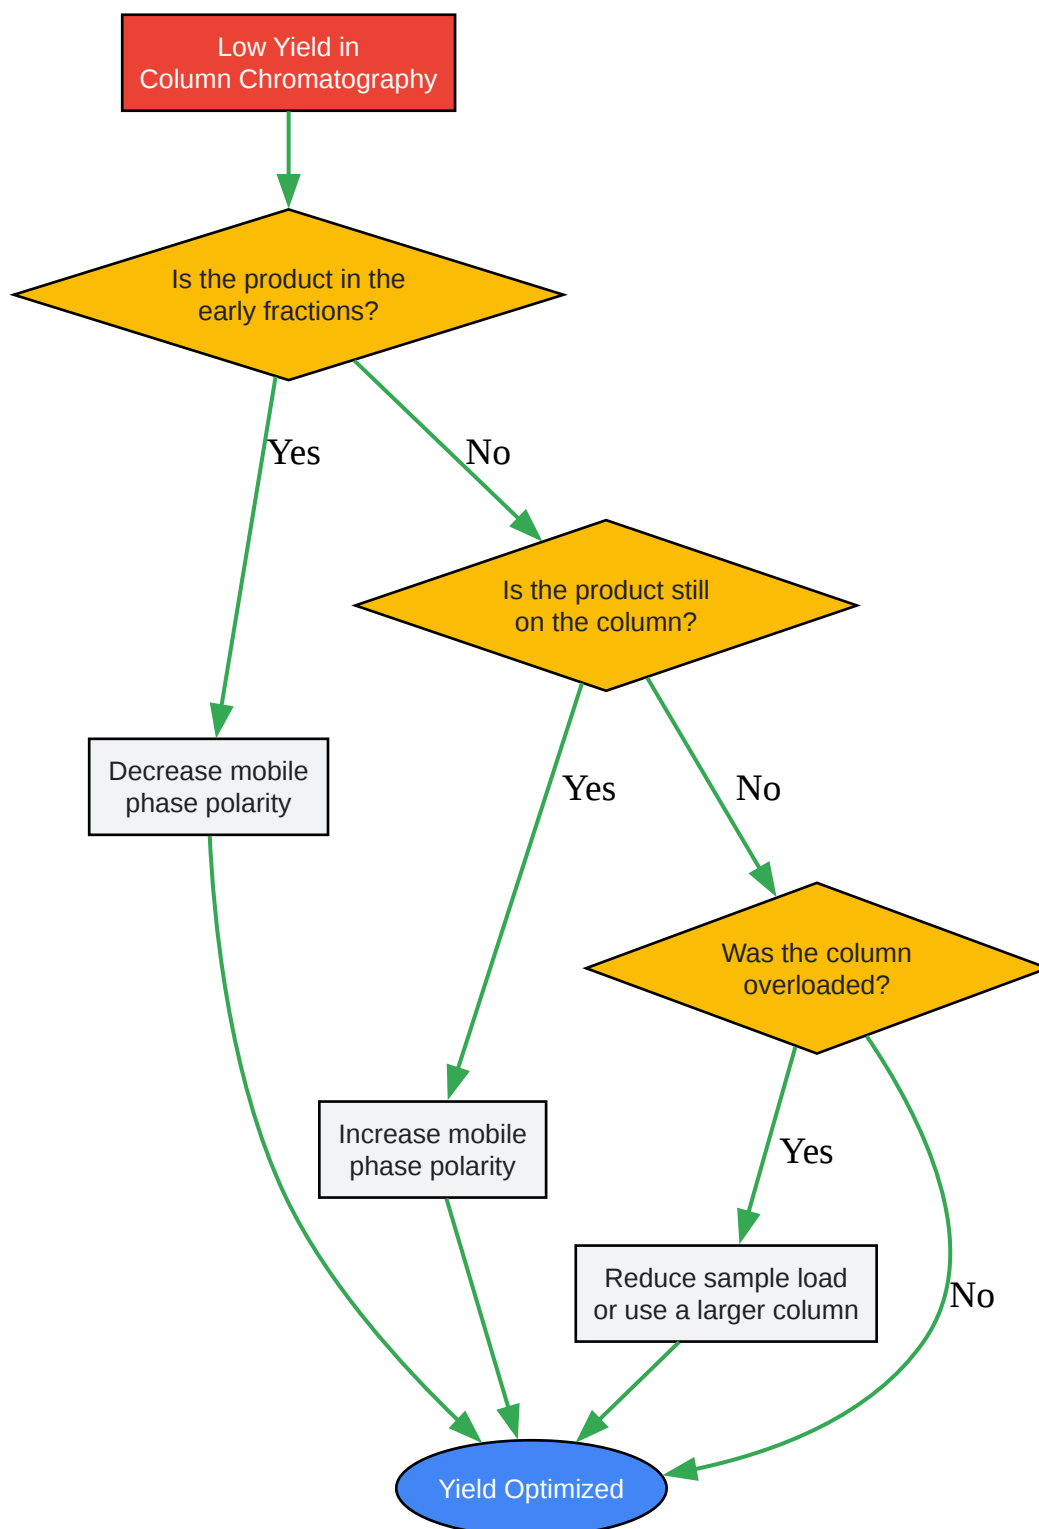 Low Yield in
Column Chromatography
Is the product in the
early fractions?
Yes
No
Is the product still
on the column?
Decrease mobile
phase polarity
Yes
No
Was the column
overloaded?
Increase mobile
phase polarity
Yes
Reduce sample load
or use a larger column
No
Yield Optimized